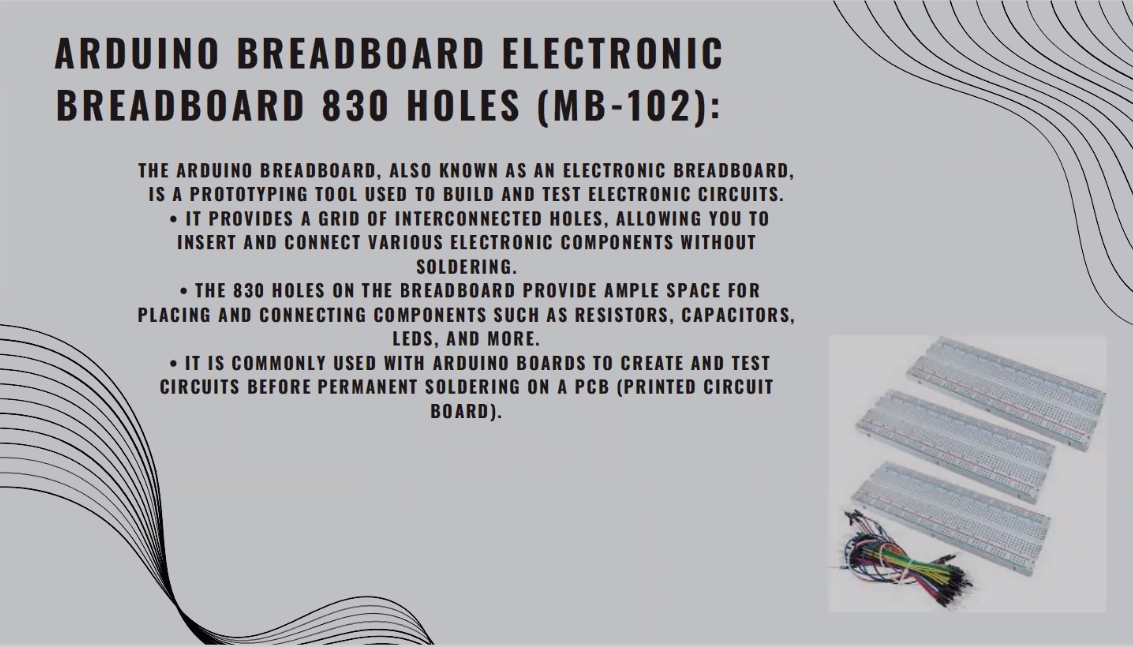 ARDUINO BREADBOARD ELECTRONIC
BREADBOARD 830 HOLES (MB-102):
THE ARDUINO BREADBOARD, ALSO KNOWN AS AN ELECTRONIC BREADBOARD,
IS A PROTOTYPING TOOL USED TO BUILD AND TEST ELECTRONIC CIRCUITS.
• IT PROVIDES A GRID OF INTERCONNECTED HOLES, ALLOWING YOU TO
INSERT AND CONNECT VARIOUS ELECTRONIC COMPONENTS WITHOUT
SOLDERING.
• THE 830 HOLES ON THE BREADBOARD PROVIDE AMPLE SPACE FOR
PLACING AND CONNECTING COMPONENTS SUCH AS RESISTORS, CAPACITORS,
LEDS, AND MORE.
• IT IS COMMONLY USED WITH ARDUINO BOARDS TO CREATE AND TEST
CIRCUITS BEFORE PERMANENT SOLDERING ON A PCB (PRINTED CIRCUIT
BOARD).